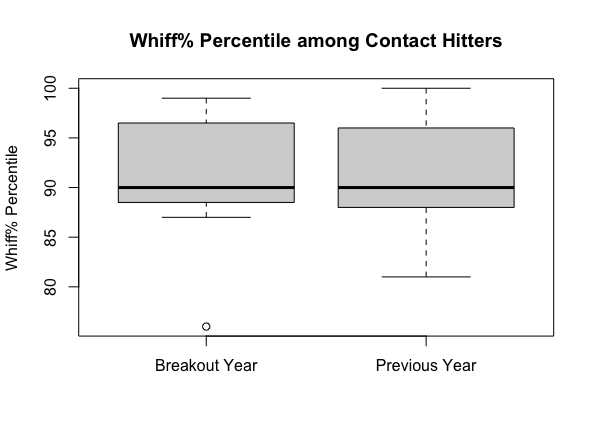 Whiff% Percentile among Contact Hitters
Whiff% Percentile
100
95
90
85
80
Breakout Year
Previous Year